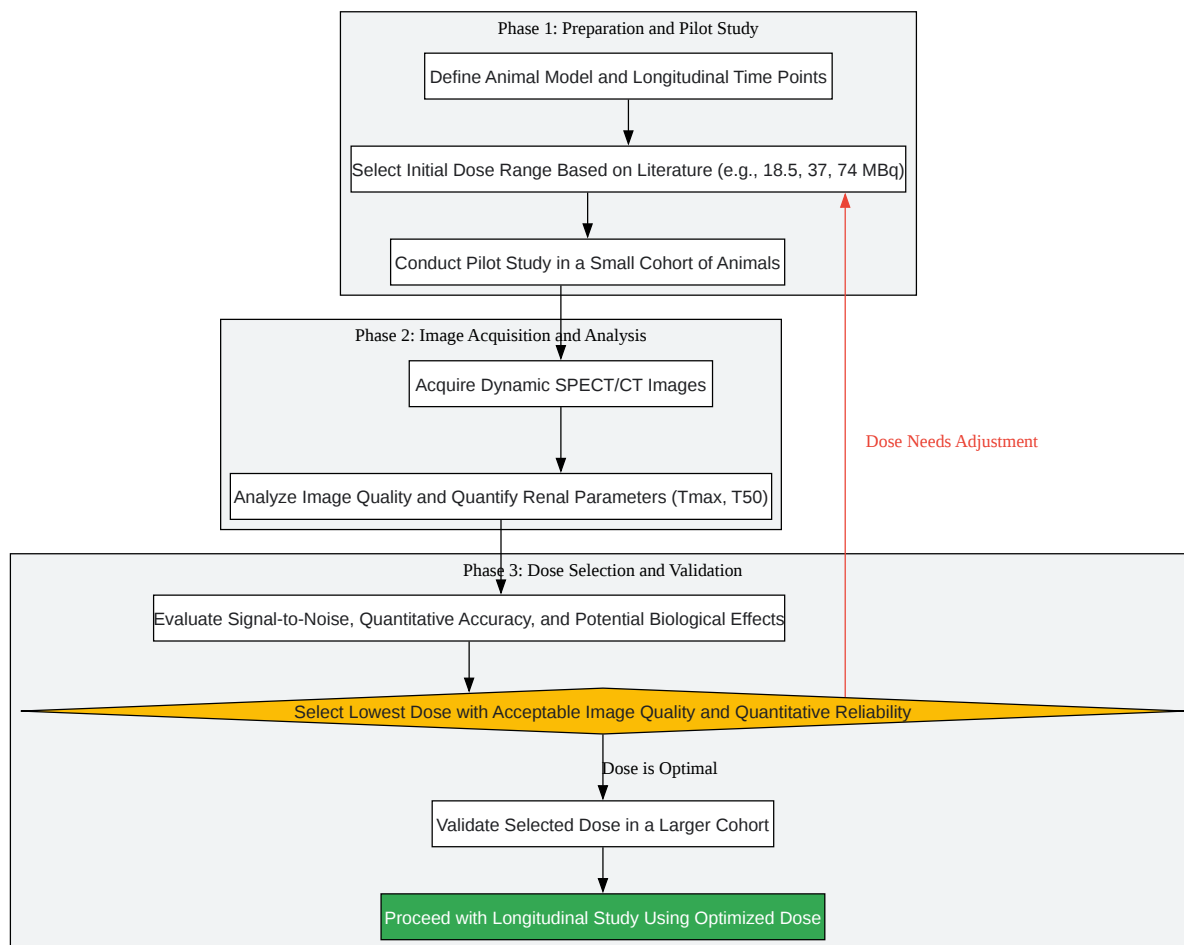 Phase 1: Preparation and Pilot Study
Define Animal Model and Longitudinal Time Points
Select Initial Dose Range Based on Literature (e.g., 18.5, 37, 74 MBq)
Conduct Pilot Study in a Small Cohort of Animals
Phase 2: Image Acquisition and Analysis
Acquire Dynamic SPECT/CT Images
Dose Needs Adjustment
Analyze Image Quality and Quantify Renal Parameters (Tmax, T50)
Phase 3: Dose Selection and Validation
Evaluate Signal-to-Noise, Quantitative Accuracy, and Potential Biological Effects
Select Lowest Dose with Acceptable Image Quality and Quantitative Reliability
Dose is Optimal
Validate Selected Dose in a Larger Cohort
Proceed with Longitudinal Study Using Optimized Dose